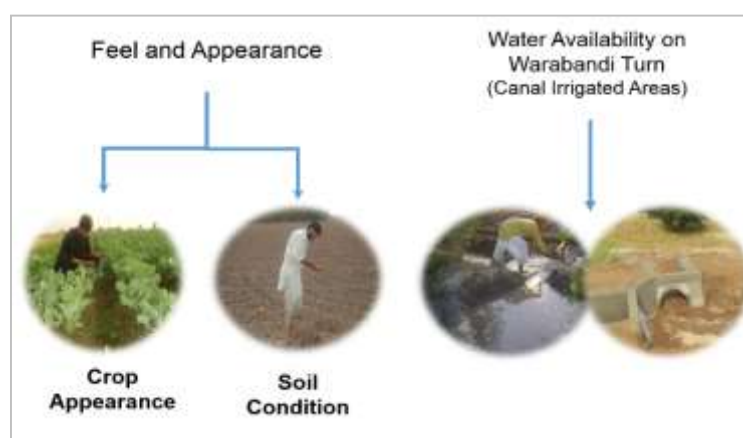 Feel and Appearance
Water Availability on
Warabandi Turn
(Canal Irrigated Areas)
Crop
Appearance
Soil
Condition